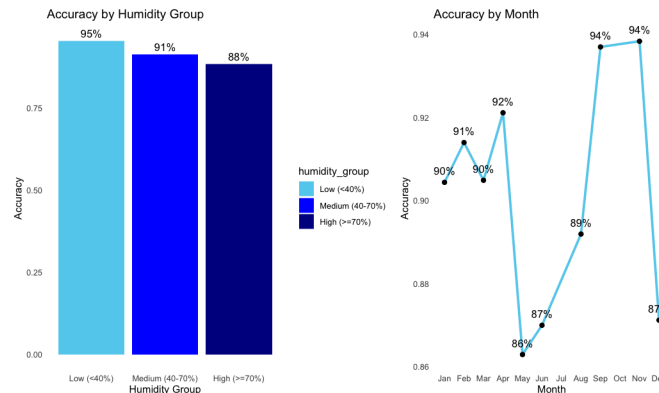 Accuracy by Humidity Group
95%
91%
88%
0.75
0.50
0.25
0.00
Accuracy
Low (<40%) Medium (40-70%) High (>=70%)
Humidity Group
humidity_group
Low (<40%)
Medium (40-70%)
High (>=70%)
Accuracy by Month
0.94
0.92
0.90
0.88
0.86
Accuracy
90%
91%
90%
92%
86%
87%
89%
94%
94%
87
Jan Feb Mar Apr May Jun Jul Aug Sep Oct Nov De
Month